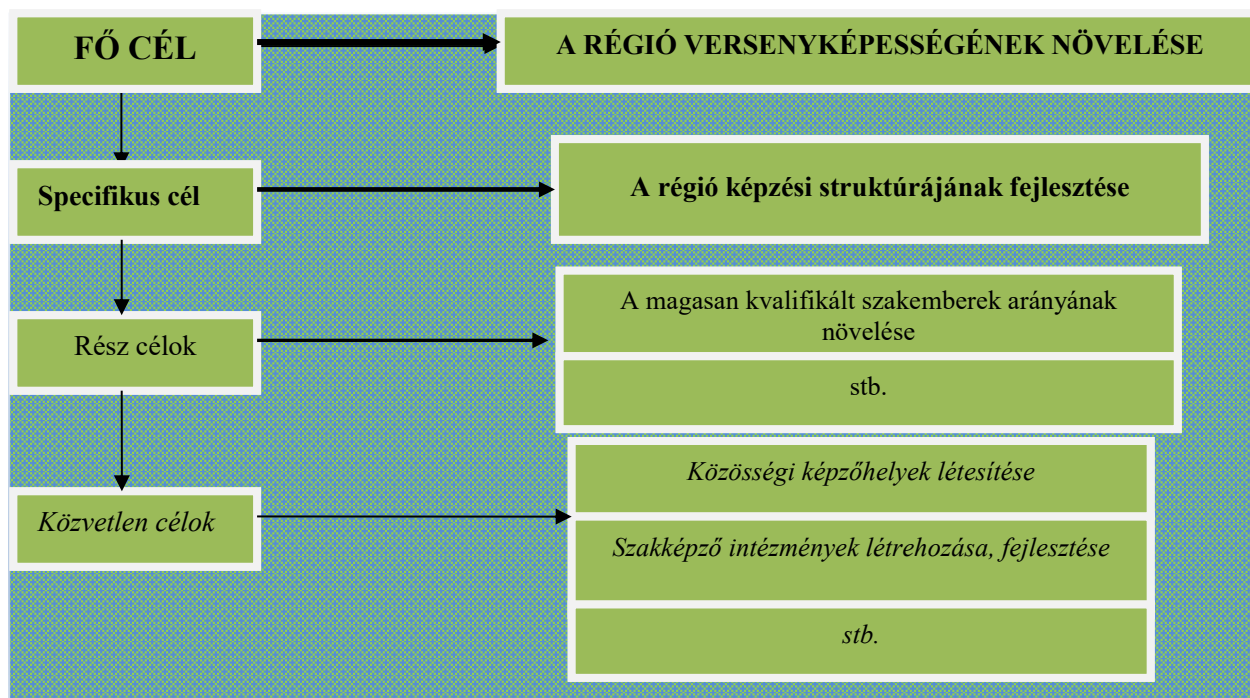 FŐ CÉL
A RÉGIÓ VERSENYKÉPESSÉGÉNEK NÖVELÉSE
Specifikus cél
A régió képzési struktúrájának fejlesztése
Rész célok
A magasan kvalifikált szakemberek arányának
növelése
stb.
Közvetlen célok
Közösségi képzőhelyek létesítése
Szakképző intézmények létrehozása, fejlesztése
stb.